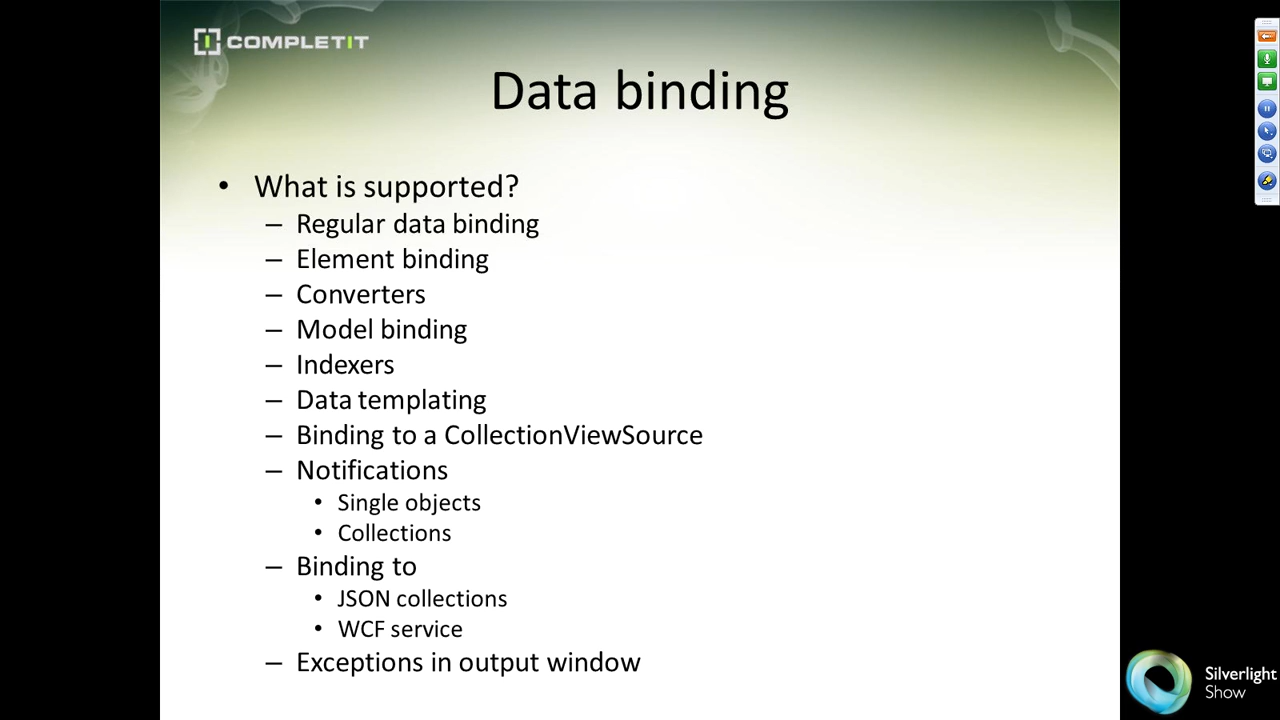 COMPLETIT
Data binding
• What is supported?
– Regular data binding
– Element binding
– Converters
– Model binding
– Indexers
– Data templating
– Binding to a CollectionViewSource
– Notifications
• Single objects
• Collections
– Binding to
• JSON collections
• WCF service
– Exceptions in output window
Silverlight
Show